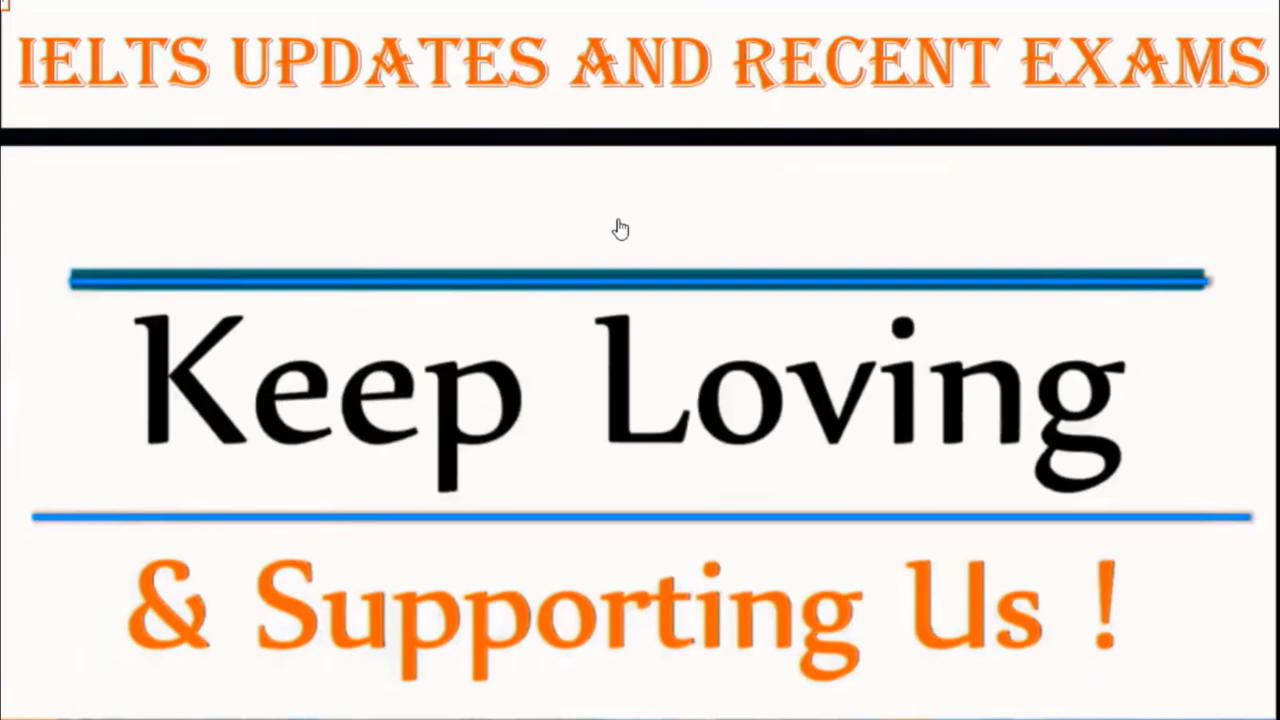 IELTS UPDATES AND RECENT EXAMS
Keep Loving
& Supporting Us !